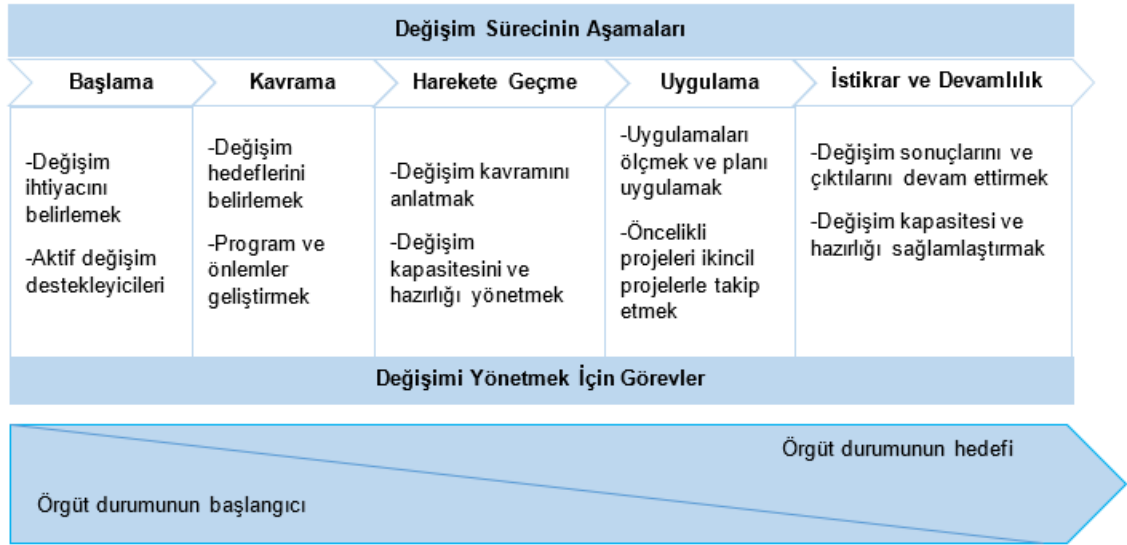 Değişim Sürecinin Aşamaları
Başlama
Kavrama
Harekete Geçme
Uygulama
İstikrar ve Devamlılık
-Değişim
ihtiyacını
belirlemek
-Aktif değişim
destekleyicileri
-Değişim
hedeflerini
belirlemek
-Program ve
önlemler
geliştirmek
-Değişim kavramını
anlatmak
-Değişim
kapasitesini ve
hazırlığı yönetmek
-Uygulamaları
ölçmek ve planı
uygulamak
-Öncelikli
projeleri ikincil
projelerle takip
etmek
-Değişim sonuçlarını ve
çıktılarını devam ettirmek
-Değişim kapasitesi ve
hazırlığı sağlamlaştırmak
Değişimi Yönetmek İçin Görevler
Örgüt durumunun hedefi
Örgüt durumunun başlangıcı